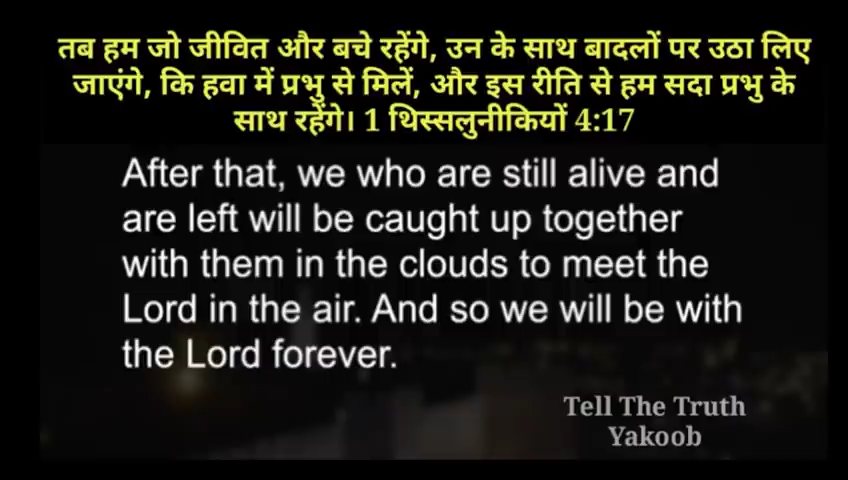 तब हम जो जीवित और बचे रहेंगे, उन के साथ बादलों पर उठा लिए
जाएंगे, कि हवा में प्रभु से मिलें, और इस रीति से हम सदा प्रभु के
साथ रहेंगे। 1 थिस्सलुनीकियों 4:17
After that, we who are still alive and
are left will be caught up together
with them in the clouds to meet the
Lord in the air. And so we will be with
the Lord forever.
Tell The Truth
Yakoob